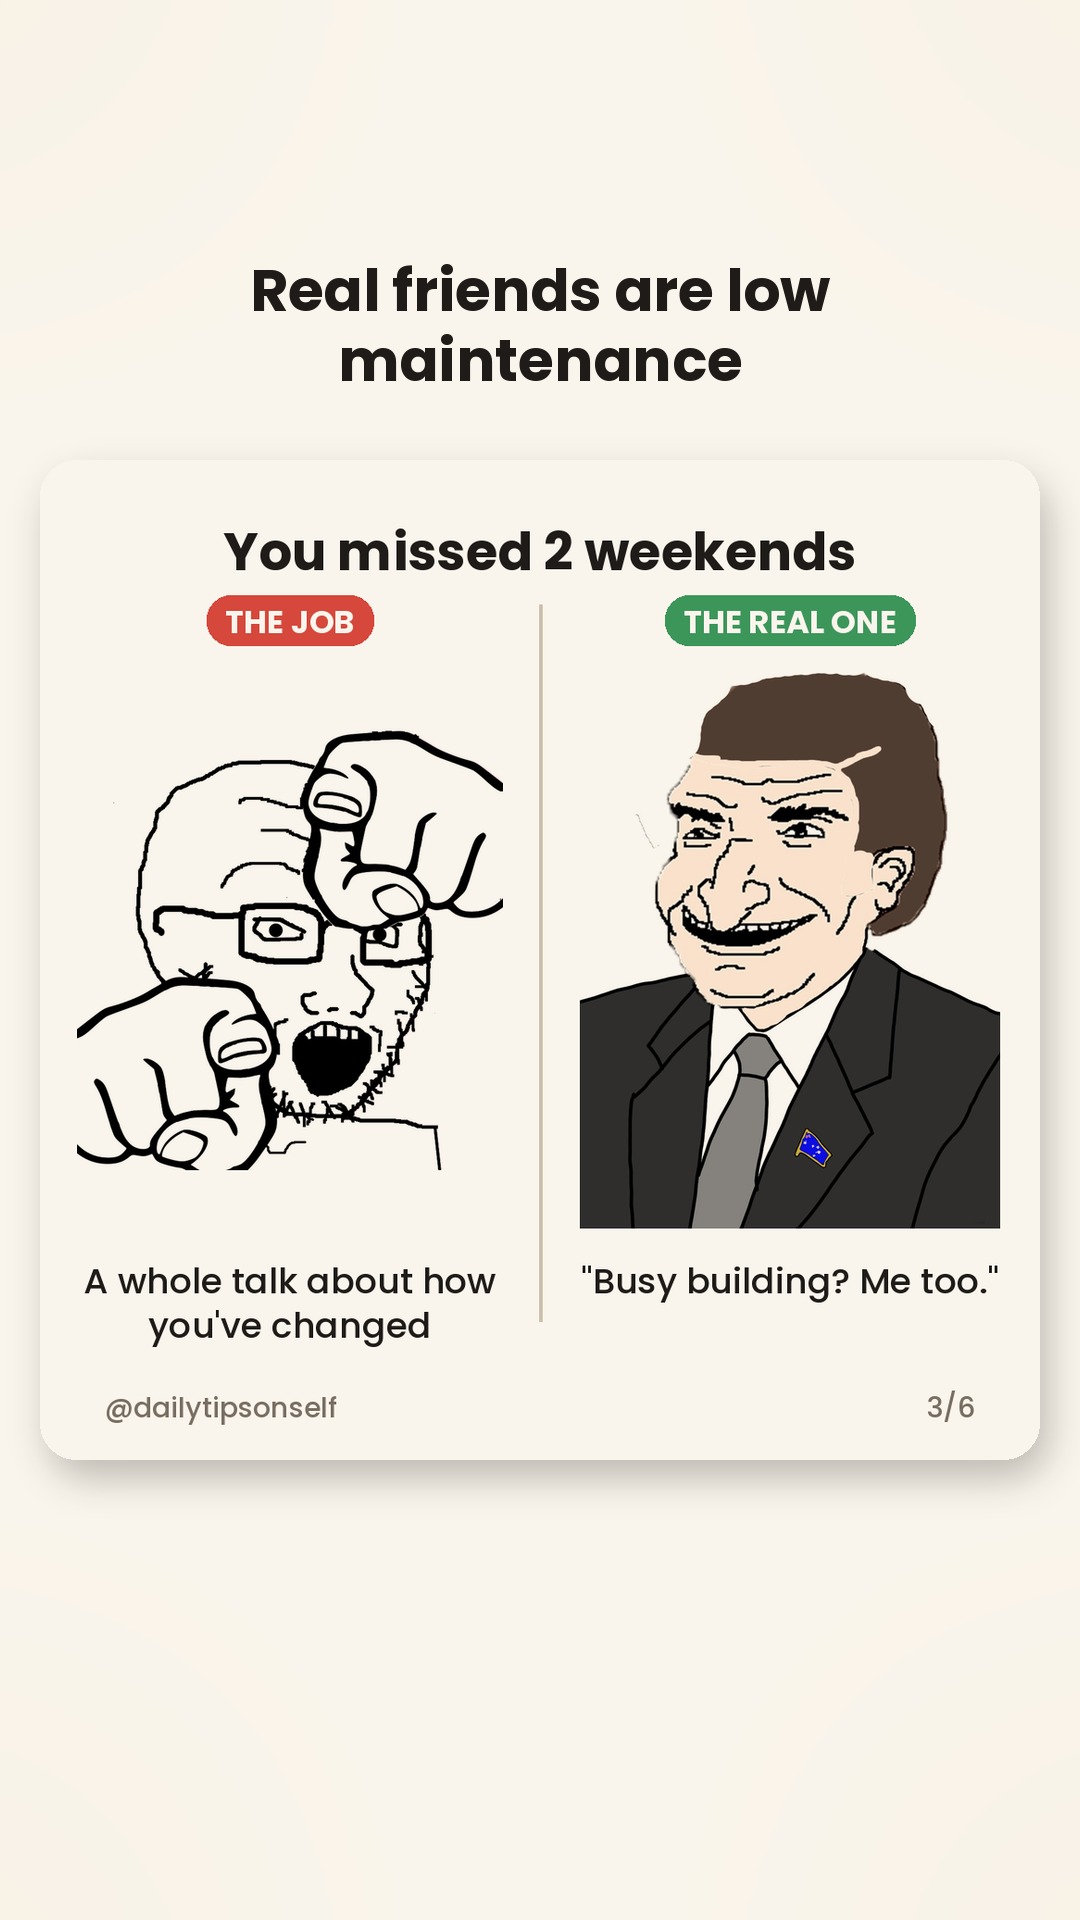 Real friends are low
maintenance
You missed 2 weekends
THE JOB
THE REAL ONE
A whole talk about how
you've changed
"Busy building? Me too."
@dailytipsonself
3/6